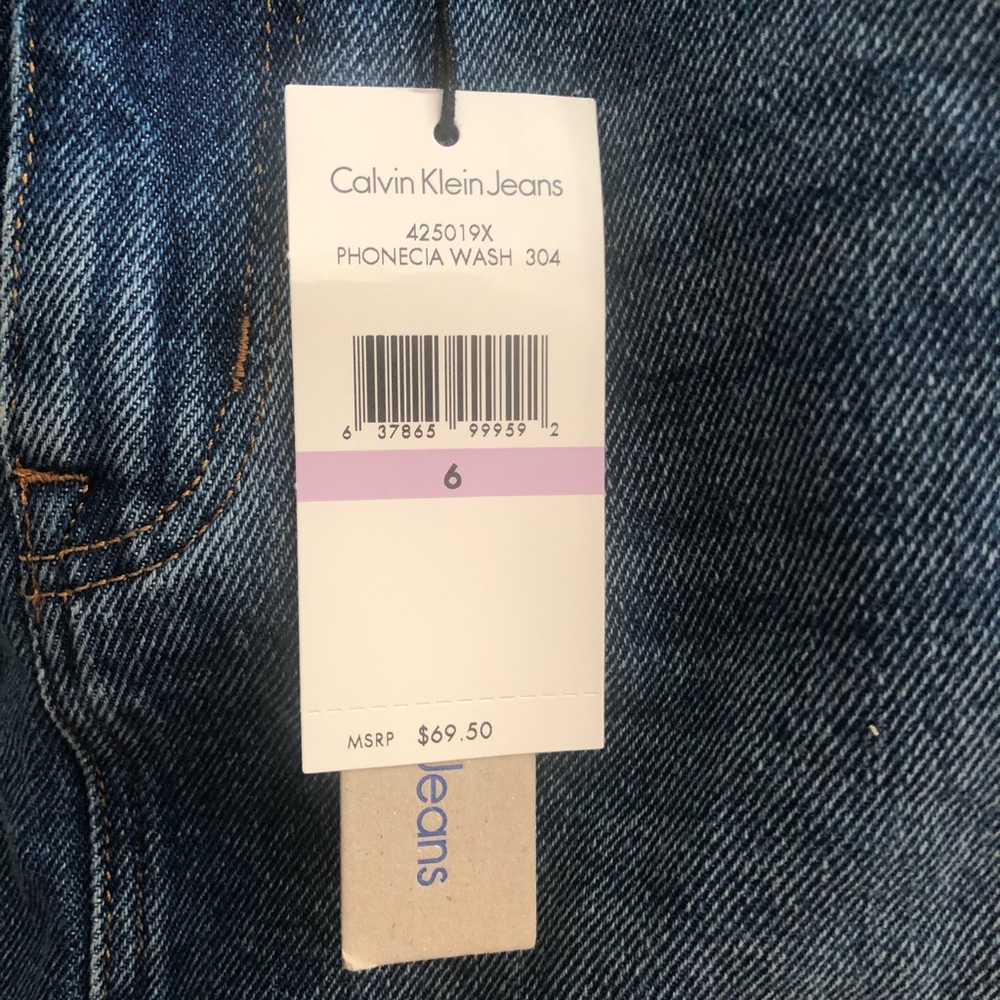 Calvin Klein Jeans
425019X
PHONECIA WASH 304
6 37865 99959 2
6
MSRP $69.50
Jeans